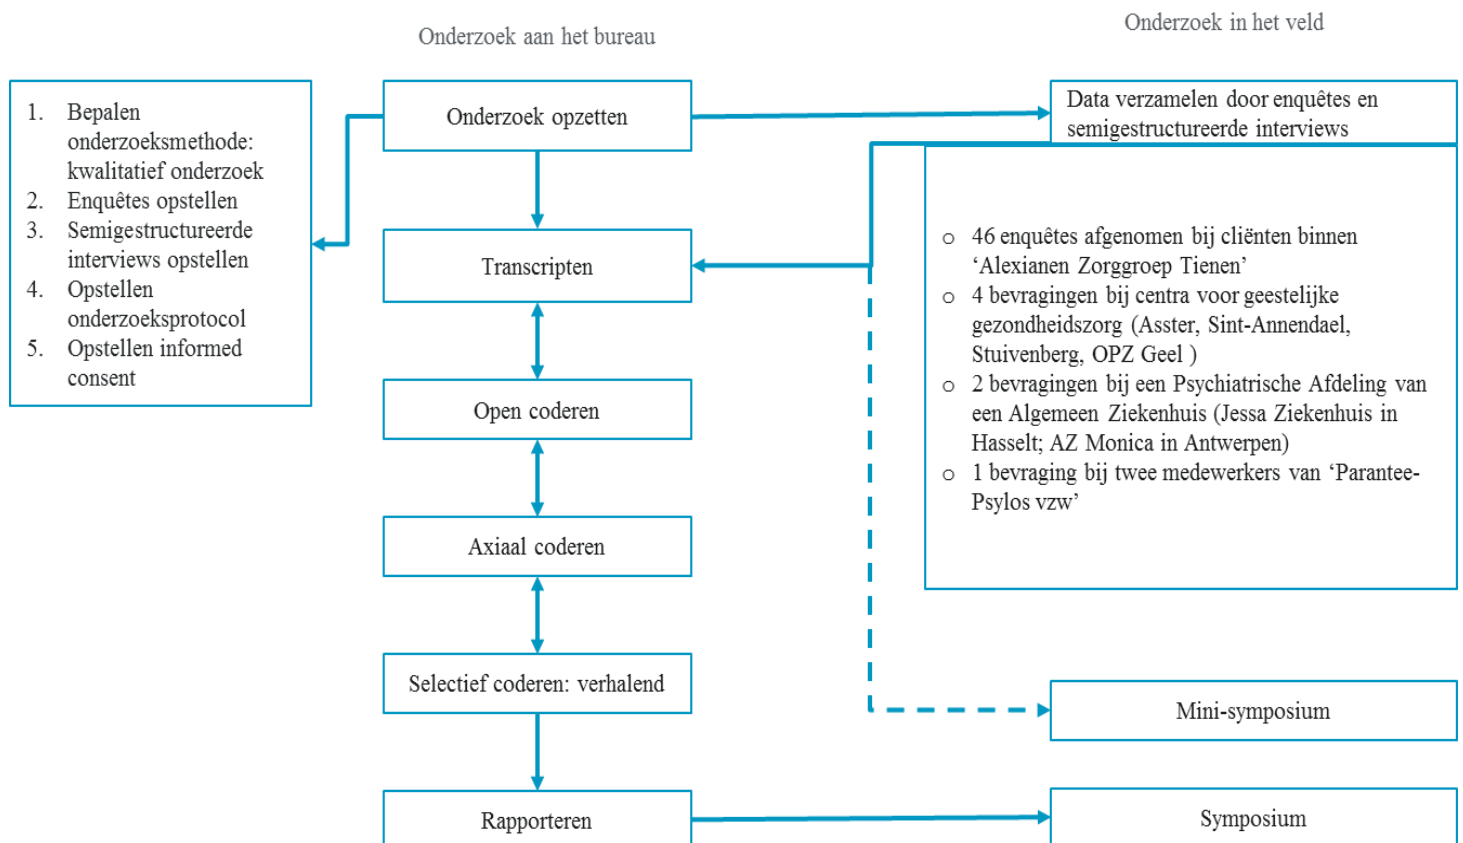 Onderzoek aan het bureau
Onderzoek in het veld
1. Bepalen
onderzoeksmethode:
kwalitatief onderzoek
2. Enquêtes opstellen
3. Semigestructureerde
interviews opstellen
4. Opstellen
onderzoeksprotocol
5. Opstellen informed
consent
Onderzoek opzetten
Transcripten
Open coderen
Axiaal coderen
Selectief coderen: verhalend
Rapporteren
Data verzamelen door enquêtes en
semigestructureerde interviews
o 46 enquêtes afgenomen bij cliënten binnen
‘Alexianen Zorggroep Tienen’
o 4 bevragingen bij centra voor geestelijke
gezondheidszorg (Asster, Sint-Annendael,
Stuivenberg, OPZ Geel )
o 2 bevragingen bij een Psychiatrische Afdeling van
een Algemeen Ziekenhuis (Jessa Ziekenhuis in
Hasselt; AZ Monica in Antwerpen)
o 1 bevraging bij twee medewerkers van ‘Parantee-
Psylos vzw’
Mini-symposium
Symposium